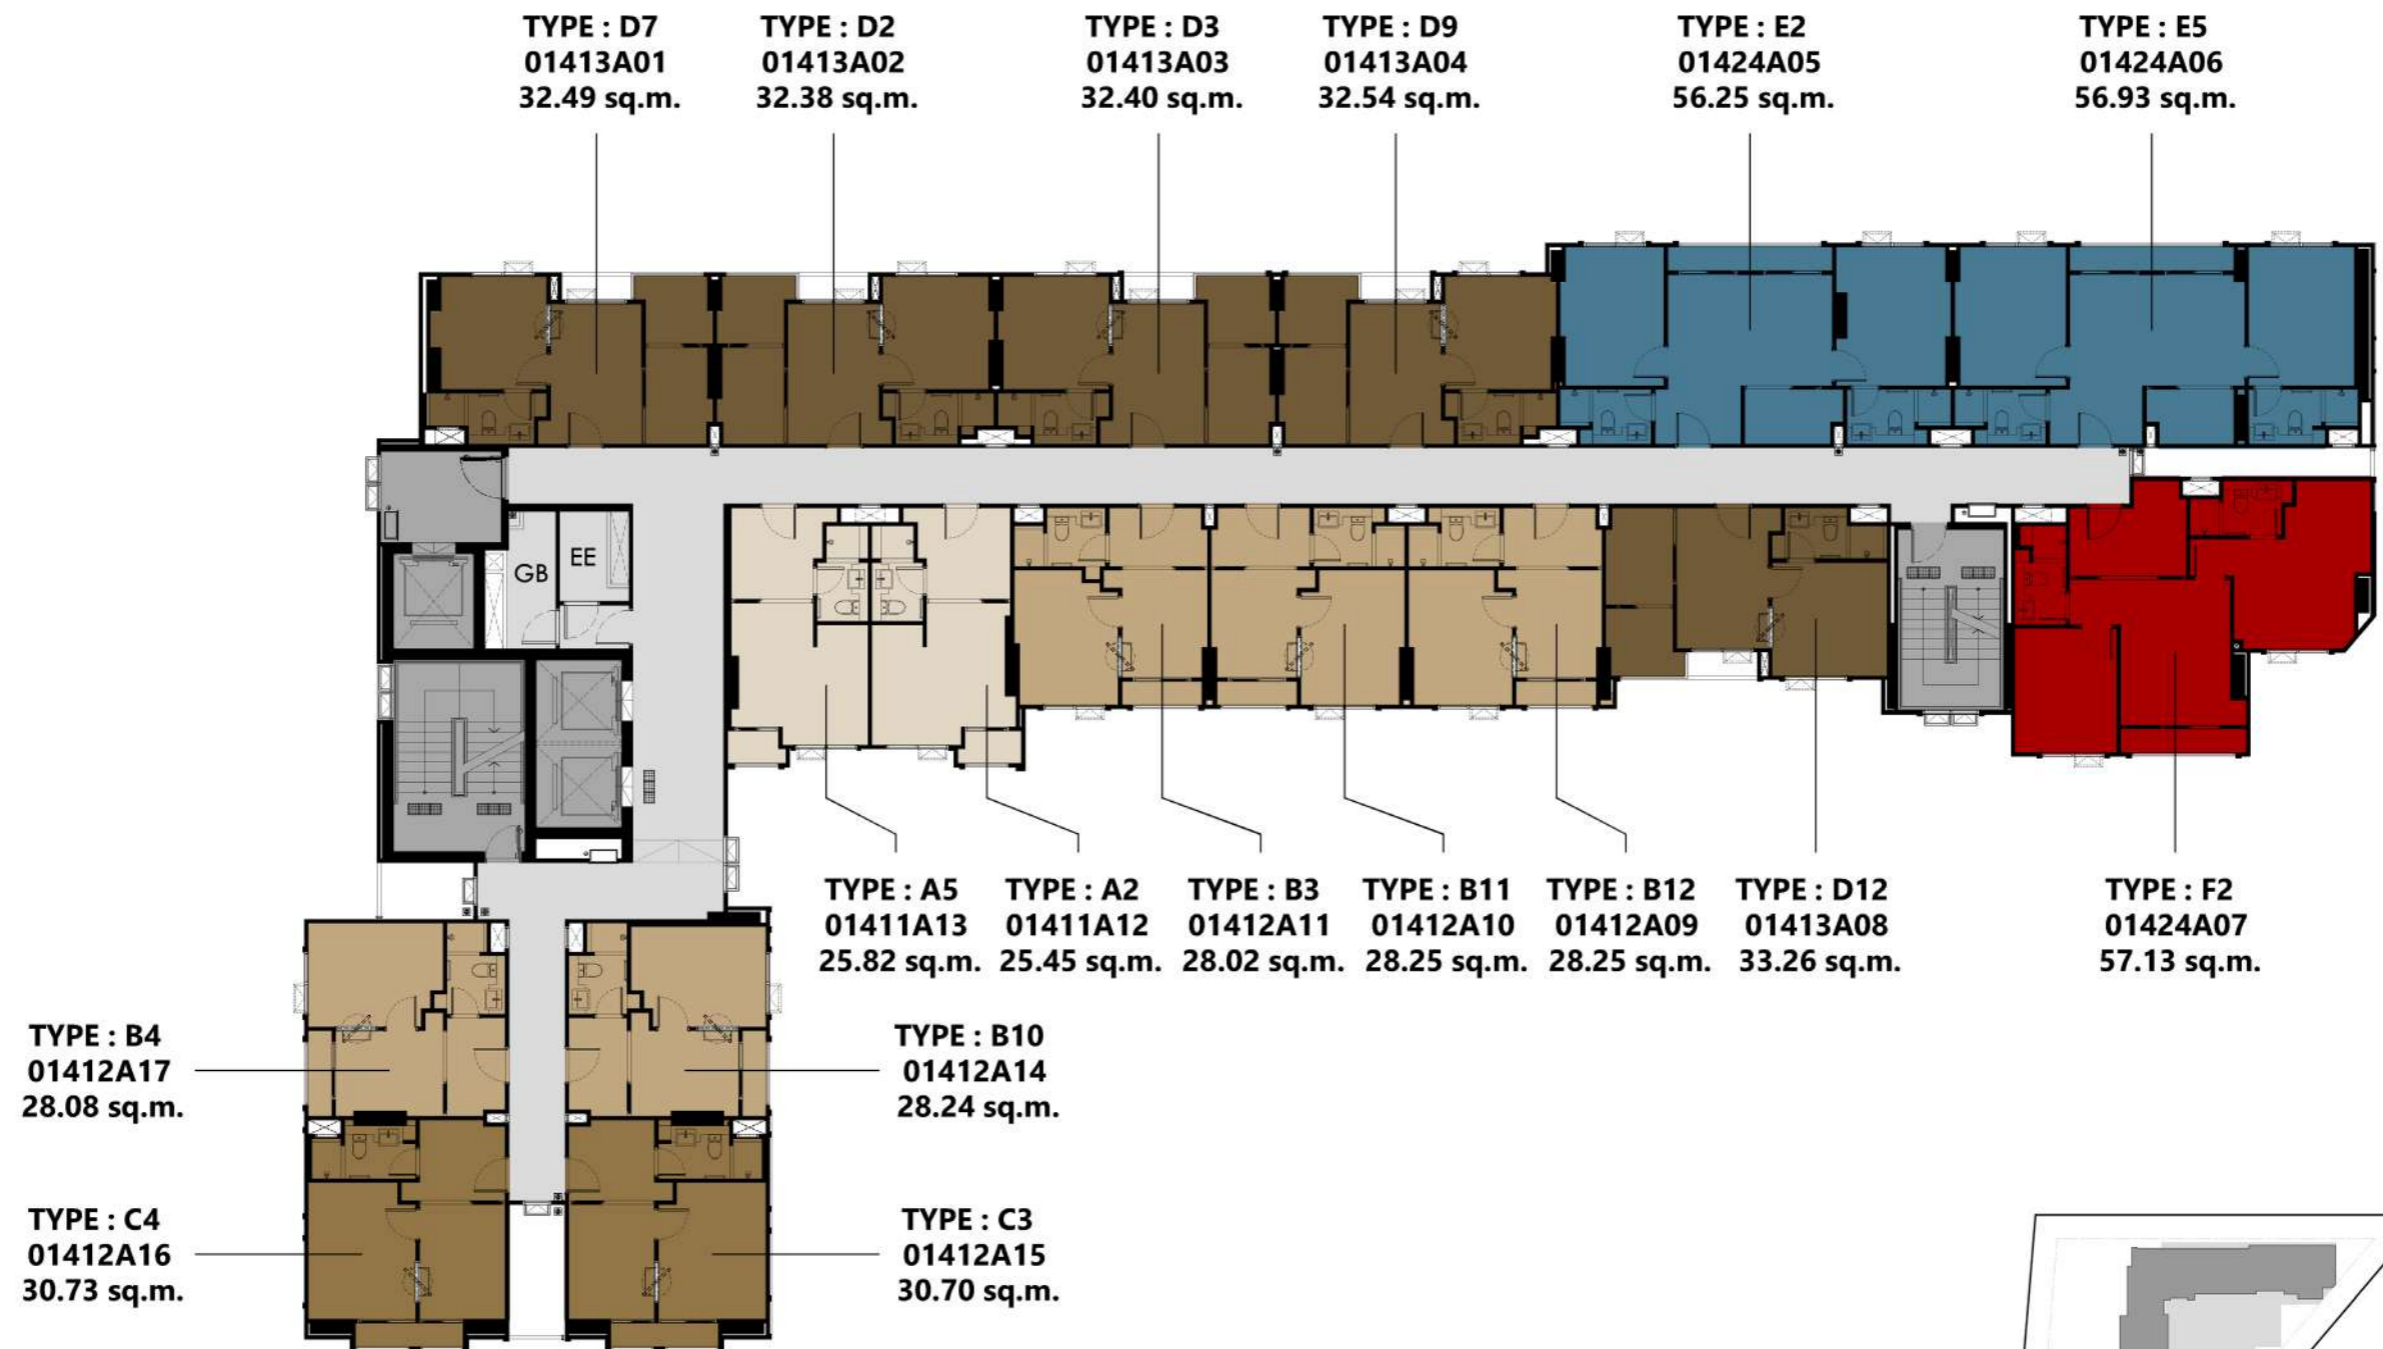 TYPE : D7
01413A01
32.49 sq.m.
TYPE : D2
01413A02
32.38 sq.m.
TYPE : D3
01413A03
32.40 sq.m.
TYPE : D9
01413A04
32.54 sq.m.
TYPE : E2
01424A05
56.25 sq.m.
TYPE : E5
01424A06
56.93 sq.m.
GB
EE
TYPE : A5
01411A13
25.82 sq.m.
TYPE : A2
01411A12
25.45 sq.m.
TYPE : B3
01412A11
28.02 sq.m.
TYPE : B11
01412A10
28.25 sq.m.
TYPE : B12
01412A09
28.25 sq.m.
TYPE : D12
01413A08
33.26 sq.m.
TYPE : F2
01424A07
57.13 sq.m.
TYPE : B4
01412A17
28.08 sq.m.
TYPE : B10
01412A14
28.24 sq.m.
TYPE : C4
01412A16
30.73 sq.m.
TYPE : C3
01412A15
30.70 sq.m.